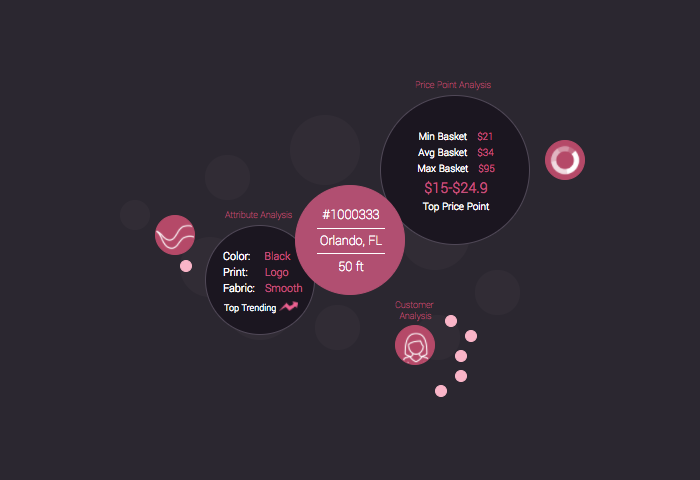 Price Point Analysis
Min Basket $21
Avg Basket $34
Max Basket $95
$15-$24.9
Top Price Point
Attribute Analysis
Color: Black
Print: Logo
Fabric: Smooth
Top Trending
#1000333
Orlando, FL
50 ft
Customer
Analysis